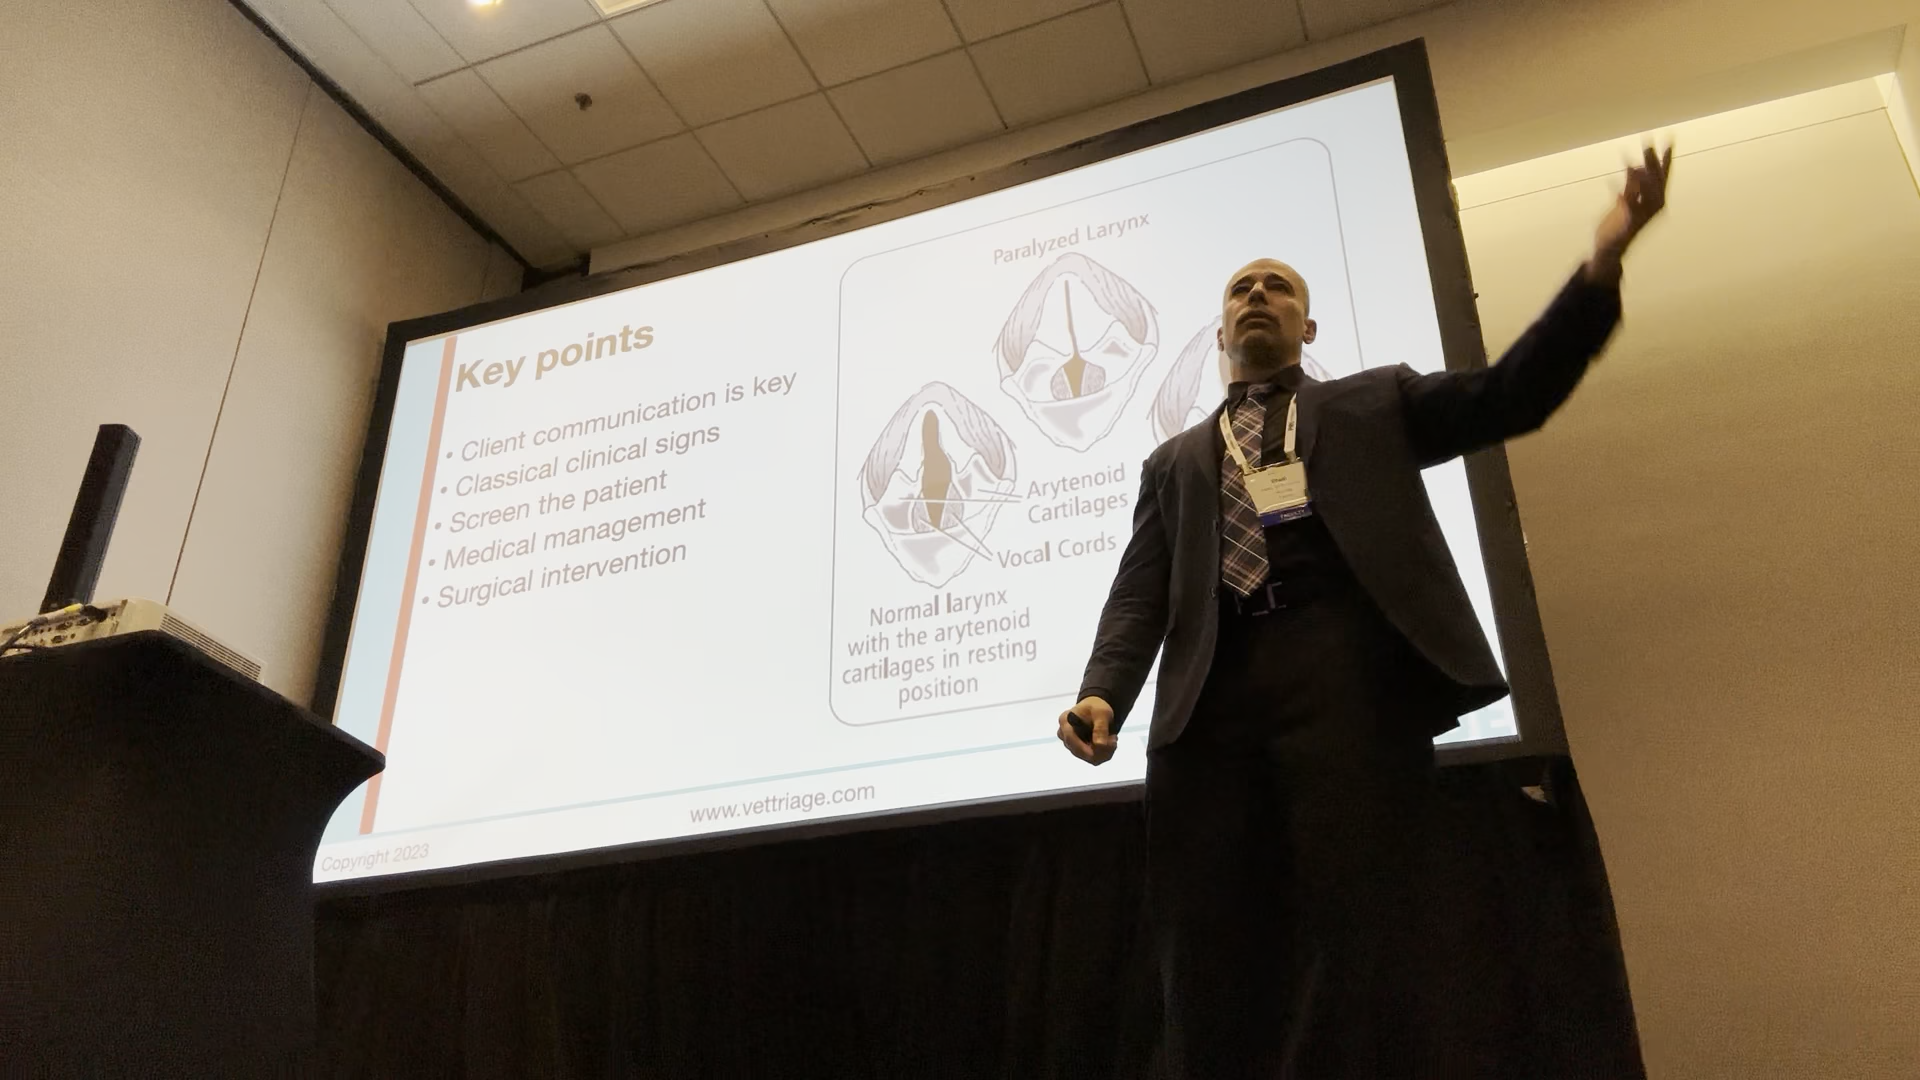 Key points
• Client communication is key
• Classical clinical signs
• Screen the patient
• Medical management
• Surgical intervention
Paralyzed Larynx
Arytenoid
Cartilages
Vocal Cords
Normal larynx
with the arytenoid
cartilages in resting
position
www.vettriage.com
Copyright 2023
FACULTY